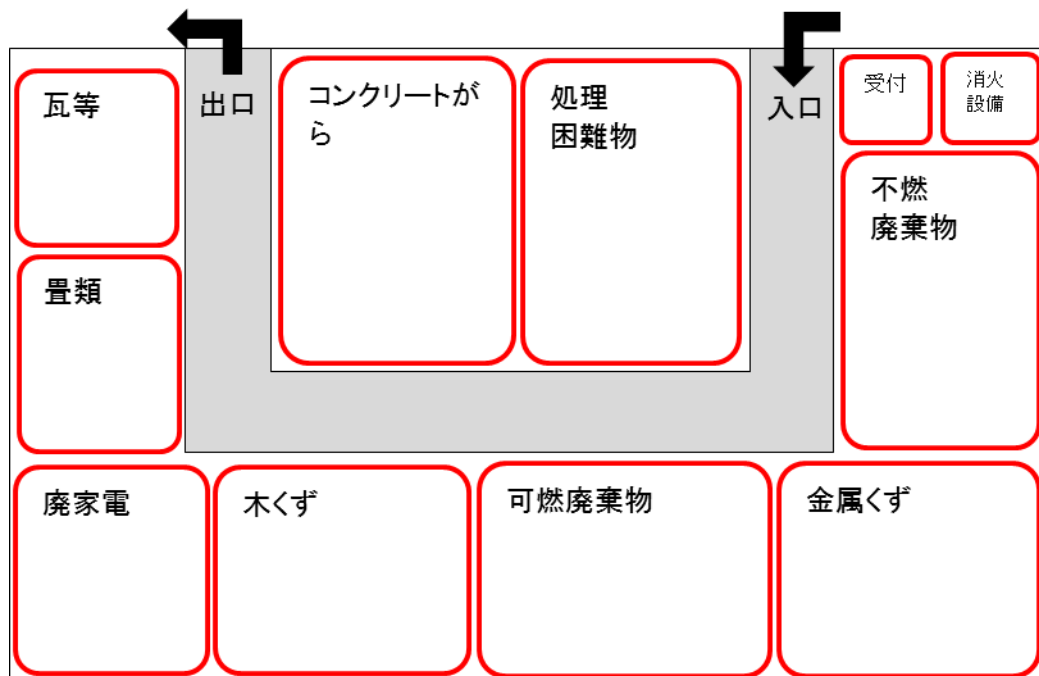 瓦等
出口
コンクリートが
ら
処理
困難物
入口
受付
消火
設備
不燃
廃棄物
畳類
廃家電
木くず
可燃廃棄物
金属くず